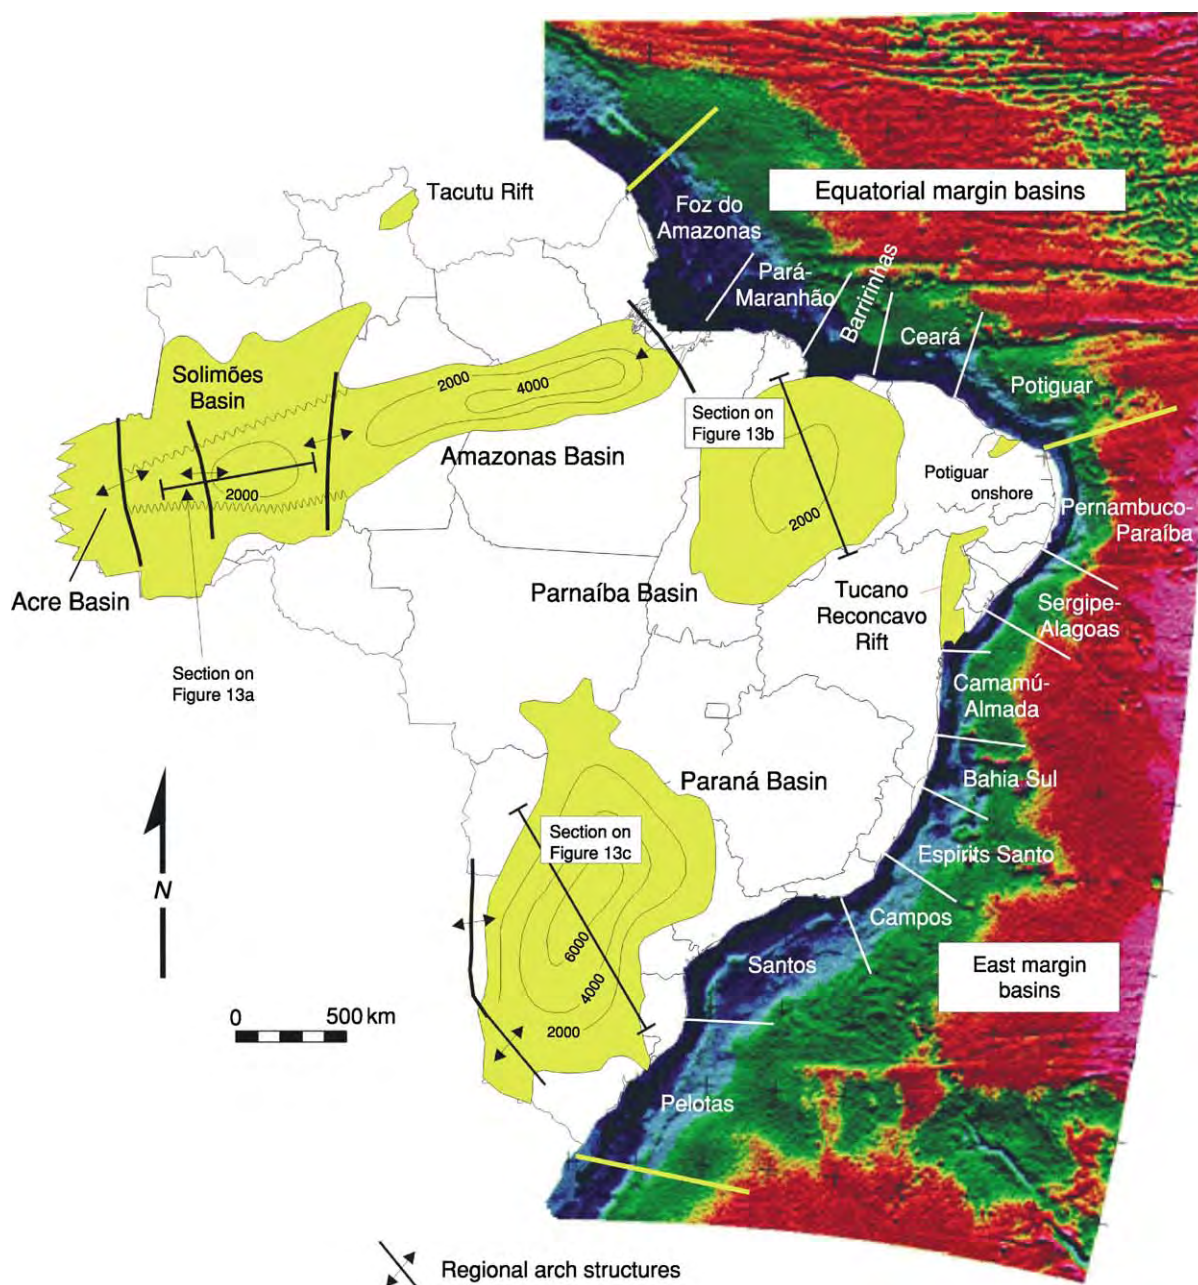 Tacutu Rift
Equatorial margin basins
Foz do
Amazonas
Pará-
Maranhão
Barririnhas
Ceará
Potiguar
Solimões
Basin
2000
4000
2000
Amazonas Basin
Section on
Figure 13b
2000
Potiguar
onshore
Pernambuco-
Paraíba
Acre Basin
Parnaíba Basin
Tucano
Reconcavo
Rift
Sergipe-
Alagoas
Section on
Figure 13a
Camamú-
Almada
Paraná Basin
Bahia Sul
Section on
Figure 13c
Espirits Santo
Campos
N
6000
4000
2000
Santos
East margin
basins
0 500 km
Pelotas
Regional arch structures